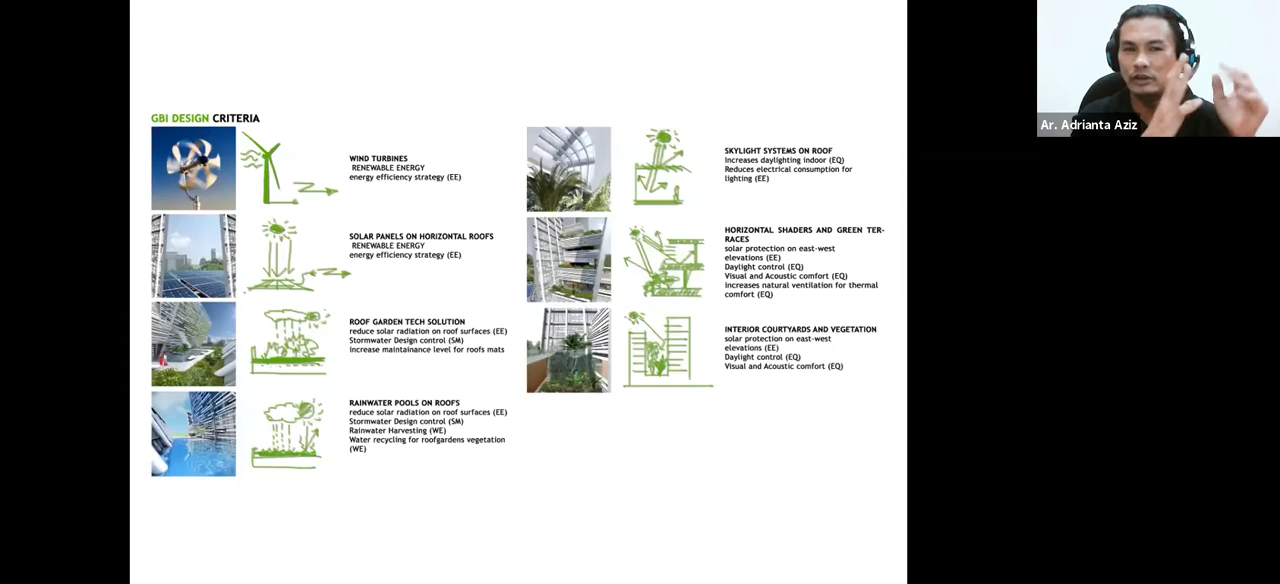 GBI DESIGN CRITERIA
WIND TURBINES
RENEWABLE ENERGY
energy efficiency strategy (EE)
SOLAR PANELS ON HORIZONTAL ROOFS
RENEWABLE ENERGY
energy efficiency strategy (EE)
ROOF GARDEN TECH SOLUTION
reduce solar radiation on roof surfaces (EE)
Stormwater Design control (SM)
increase maintainance level for roofs mats
RAINWATER POOLS ON ROOFS
reduce solar radiation on roof surfaces (EE)
Stormwater Design control (SM)
Rainwater Harvesting (WE)
Water recycling for roofgardens vegetation
(WE)
SKYLIGHT SYSTEMS ON ROOF
Increases daylighting indoor (EQ)
Reduces electrical consumption for
lighting (EE)
HORIZONTAL SHADERS AND GREEN TER-
RACES
solar protection on east-west
elevations (EE)
Daylight control (EQ)
Visual and Acoustic comfort (EQ)
increases natural ventilation for thermal
comfort (EQ)
INTERIOR COURTYARDS AND VEGETATION
solar protection on east-west
elevations (EE)
Daylight control (EQ)
Visual and Acoustic comfort (EQ)
Ar. Adrianta Aziz